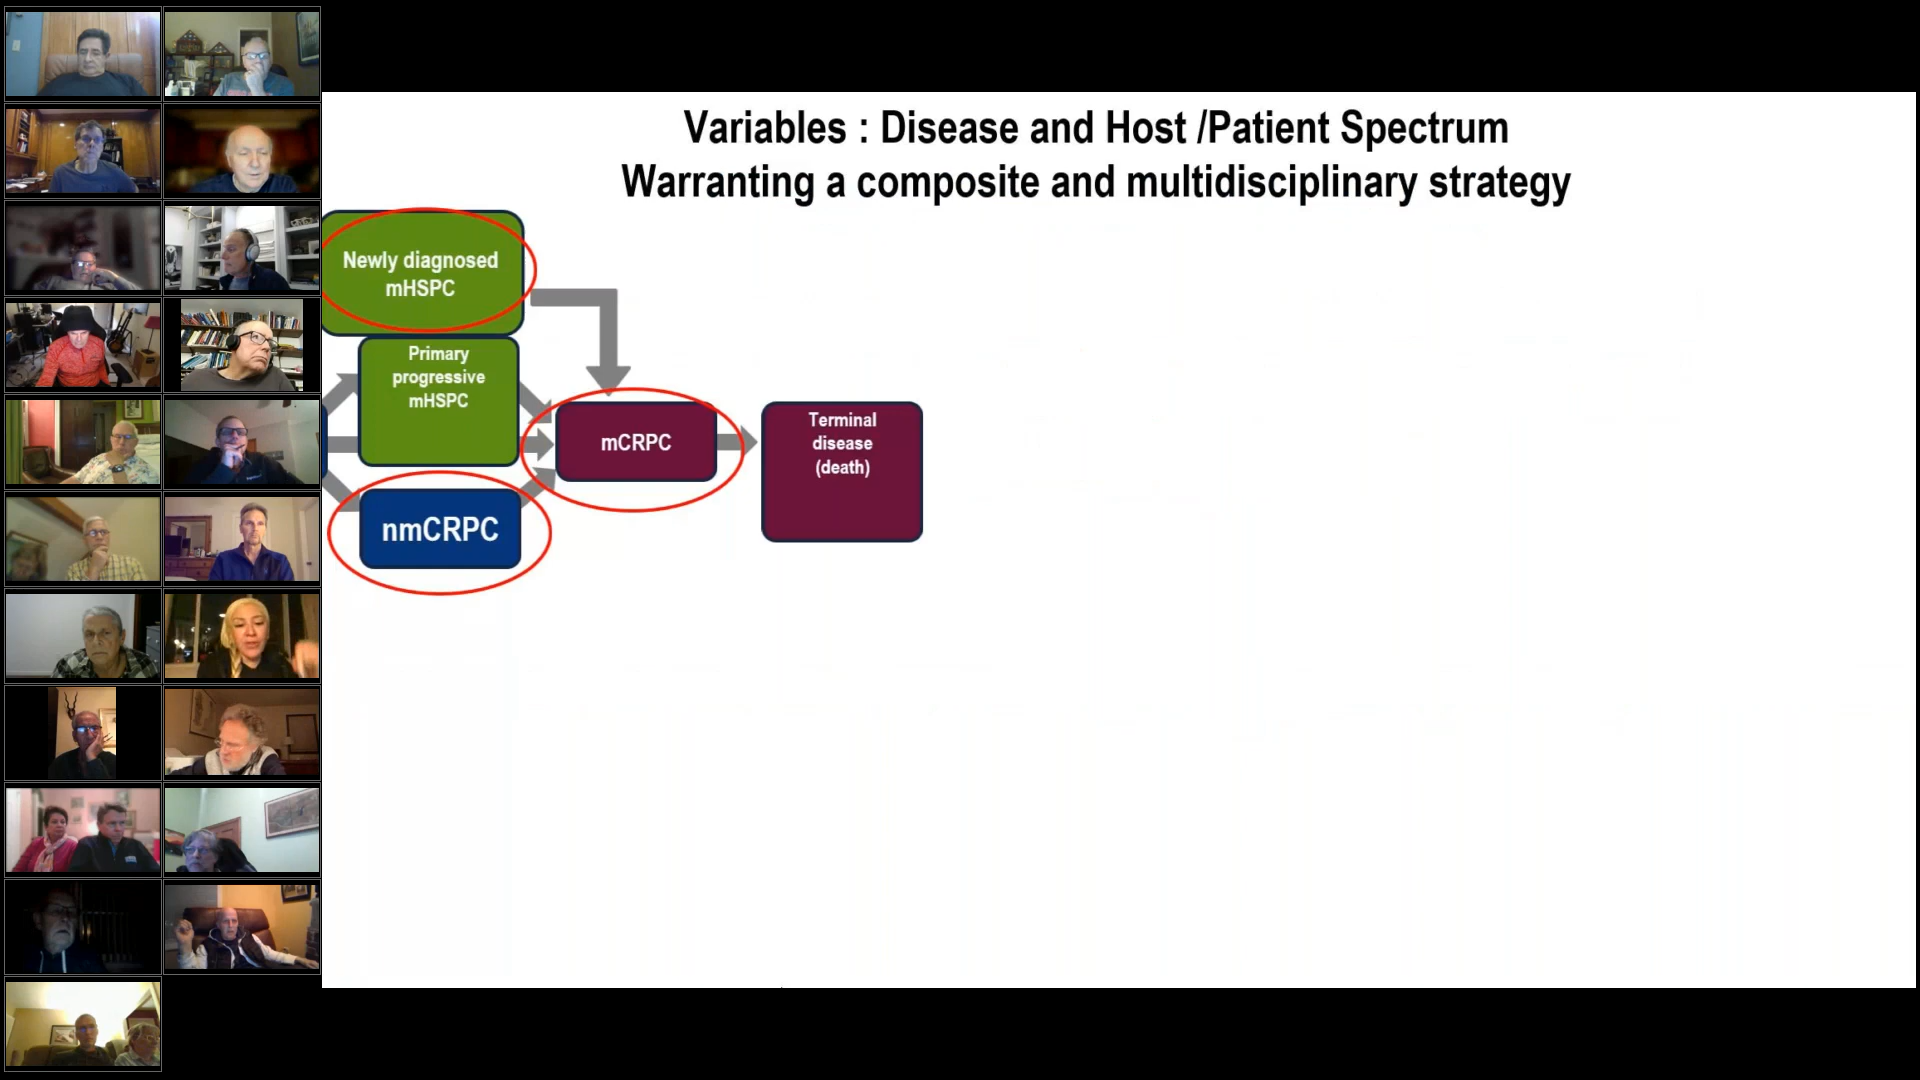 Variables : Disease and Host /Patient Spectrum
Warranting a composite and multidisciplinary strategy
Newly diagnosed
mHSPC
Primary
progressive
mHSPC
nmCRPC
mCRPC
Terminal
disease
(death)